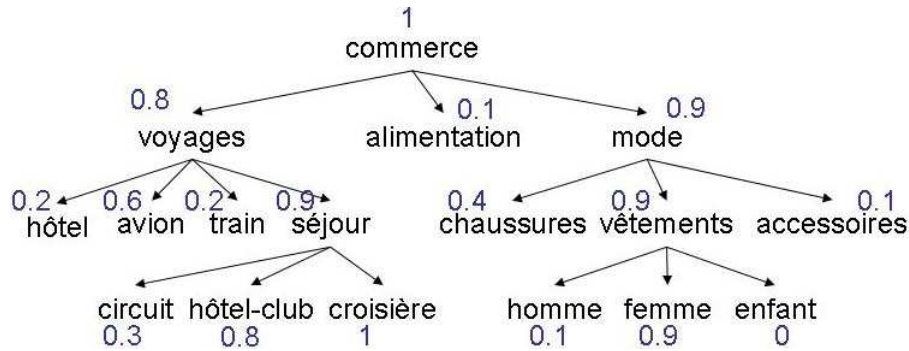 1
commerce
0.8 0.1 0.9
voyages alimentation mode
0.2 0.6 0.2 0.9 0.4 0.9 0.1
hôtel avion train séjour chaussures vêtements accessoires
circuit hôtel-club croisière homme femme enfant
0.3 0.8 1 0.1 0.9 0